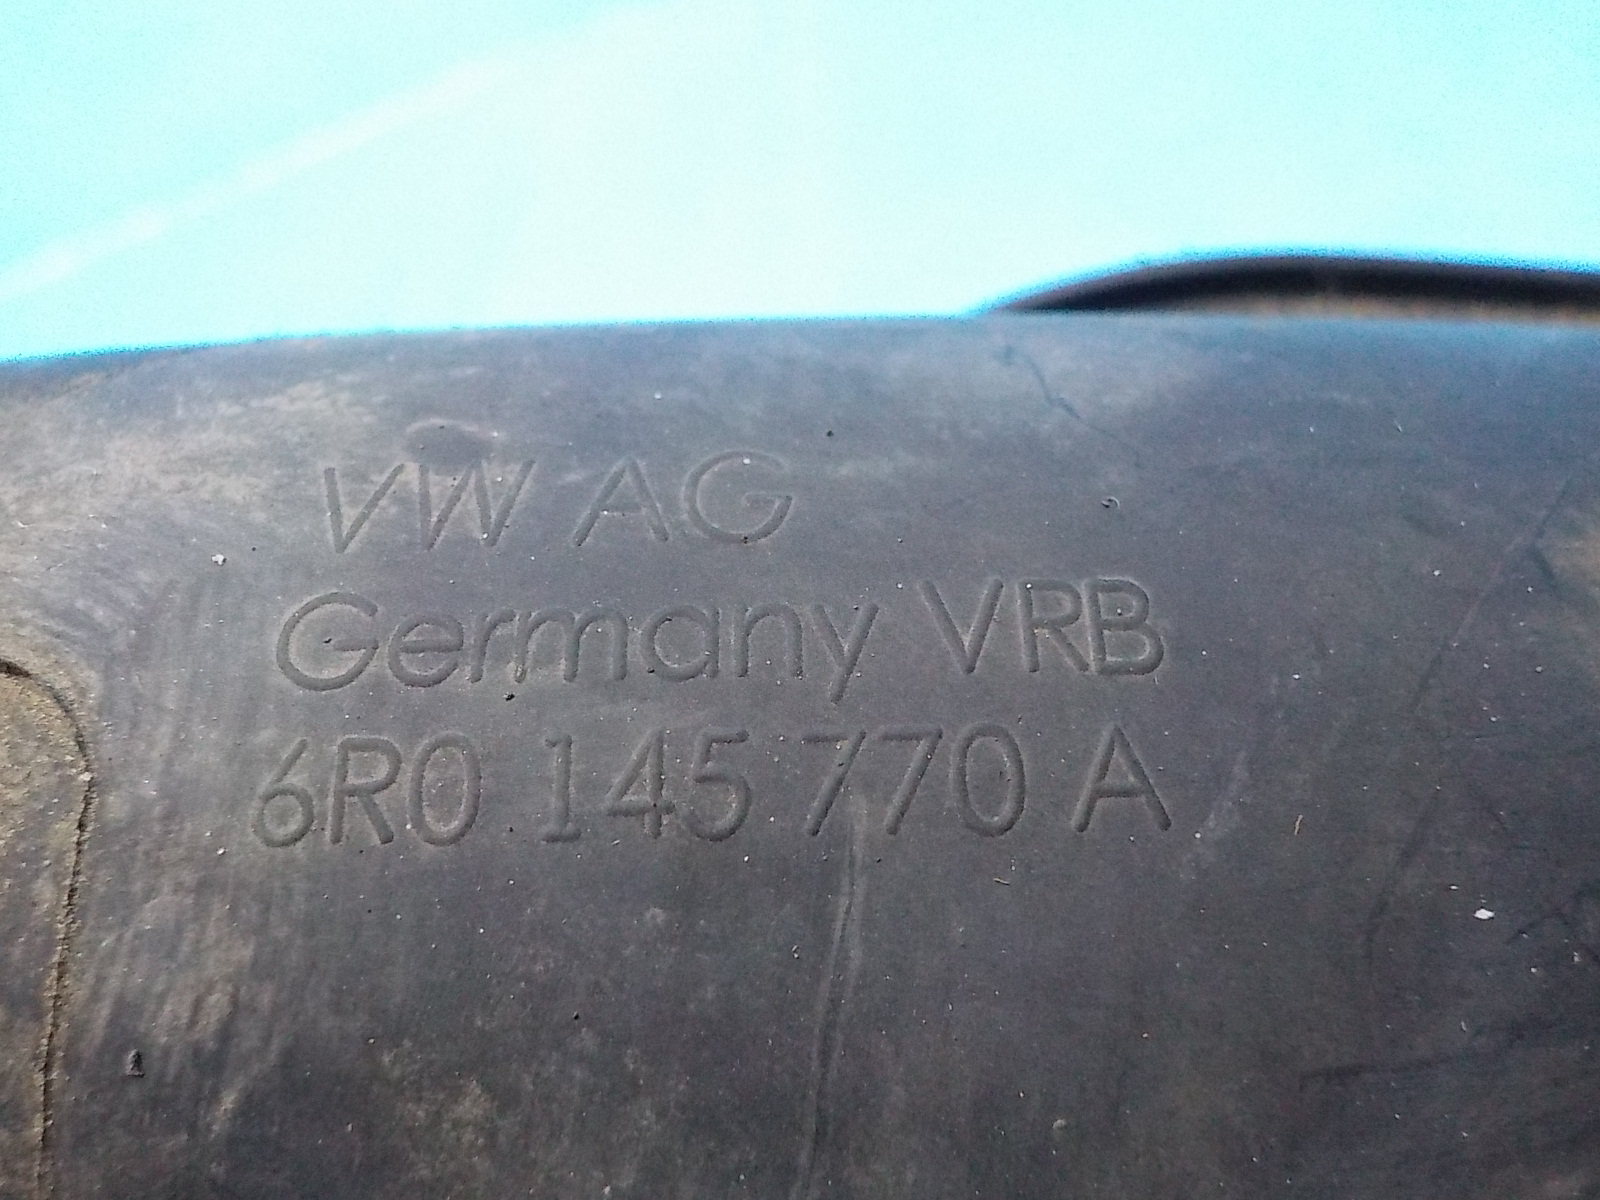 VW AG
Germany VRB
6R0 145 770 A